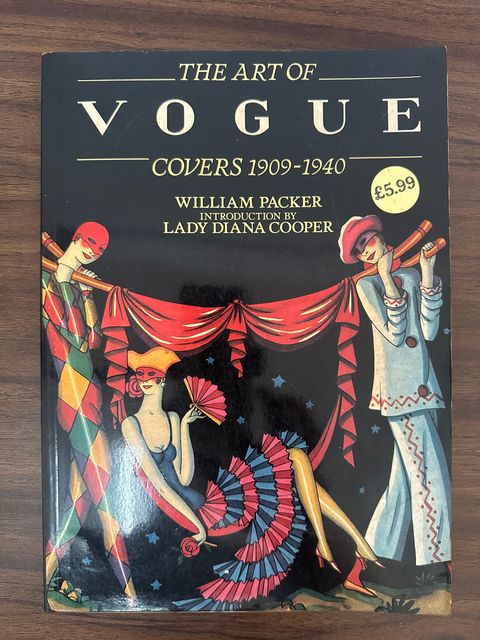 THE ART OF
VOGUE
COVERS 1909-1940
£5.99
WILLIAM PACKER
INTRODUCTION BY
LADY DIANA COOPER